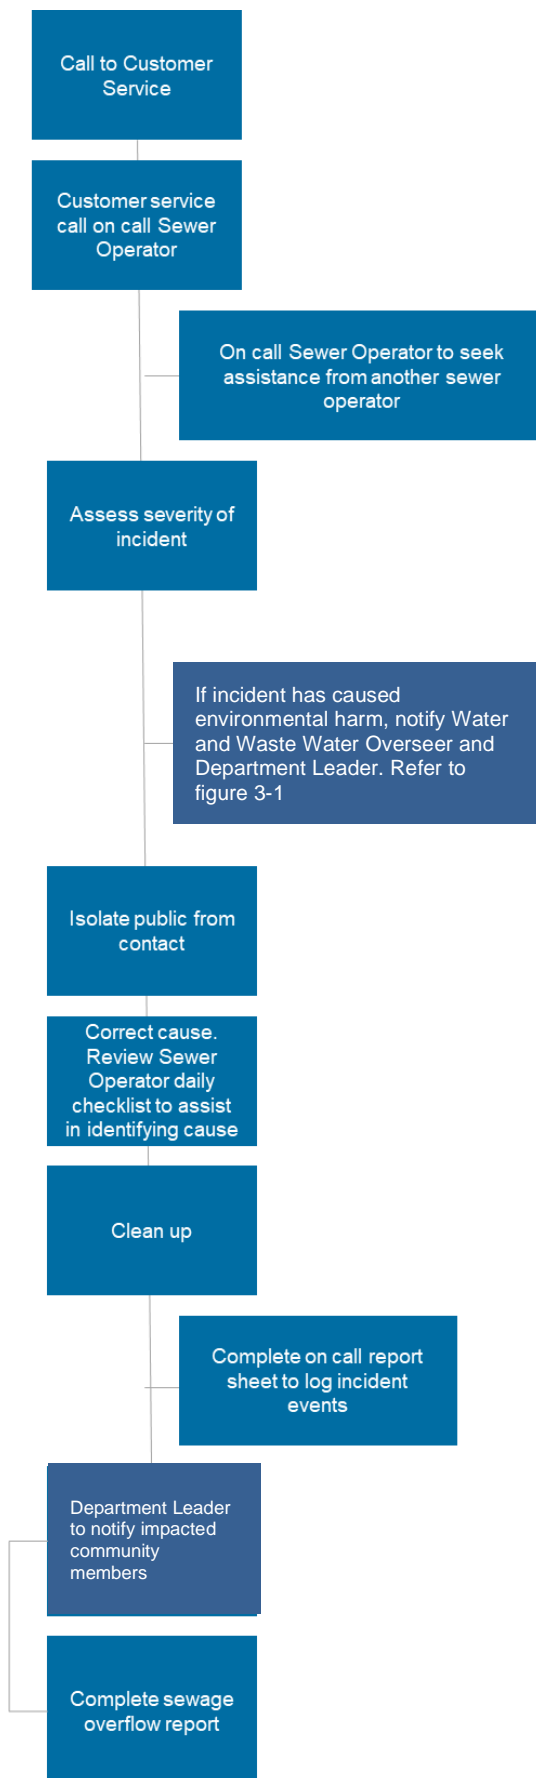 Call to Customer
Service
Customer service
call on call Sewer
Operator
On call Sewer Operator to seek
assistance from another sewer
operator
Assess severity of
incident
If incident has caused
environmental harm, notify Water
and Waste Water Overseer and
Department Leader. Refer to
figure 3-1
Isolate public from
contact
Correct cause.
Review Sewer
Operator daily
checklist to assist
in identifying cause
Clean up
Complete on call report
sheet to log incident
events
Department Leader
to notify impacted
community
members
Complete sewage
overflow report